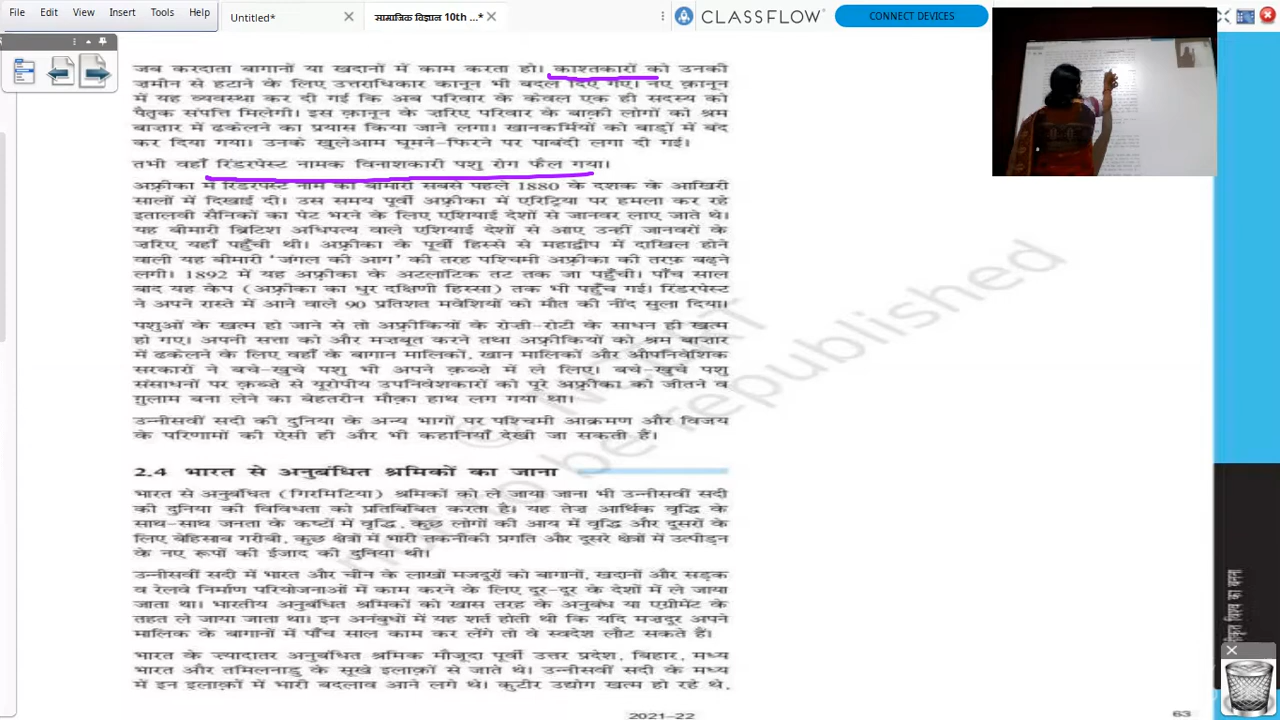 File Edit View Insert Tools Help
Untitled* सामाजिक विज्ञान 10th ...*
CLASSFLOW CONNECT DEVICES
जब करदाता बागानों या खदानों में काम करता हो। काश्तकारों को उनकी
ज़मीन से हटाने के लिए उत्तराधिकार कानून भी बदल दिए गए। नए क़ानून
में यह व्यवस्था कर दी गई कि अब परिवार के केवल एक ही सदस्य को
पैतृक संपत्ति मिलेगी। इस क़ानून के ज़रिए परिवार के बाक़ी लोगों को श्रम
बाज़ार में ढकेलने का प्रयास किया जाने लगा। खानकर्मियों को बाड़ों में बंद
कर दिया गया। उनके खुलेआम घूमने-फिरने पर पाबंदी लगा दी गई।
तभी वहाँ रिंडरपेस्ट नामक विनाशकारी पशु रोग फैल गया।
अफ़्रीका में रिंडरपेस्ट नाम की बीमारी सबसे पहले 1880 के दशक के आखिरी
सालों में दिखाई दी। उस समय पूर्वी अफ़्रीका में एरिट्रिया पर हमला कर रहे
इतालवी सैनिकों का पेट भरने के लिए एशियाई देशों से जानवर लाए जाते थे।
यह बीमारी ब्रिटिश अधिपत्य वाले एशियाई देशों से आए उन्हीं जानवरों के
ज़रिए यहाँ पहुँची थी। अफ़्रीका के पूर्वी हिस्से से महाद्वीप में दाखिल होने
वाली यह बीमारी 'जंगल की आग' की तरह पश्चिमी अफ़्रीका की तरफ़ बढ़ने
लगी। 1892 में यह अफ़्रीका के अटलांटिक तट तक जा पहुँची। पाँच साल
बाद यह केप (अफ़्रीका का धुर दक्षिणी हिस्सा) तक भी पहुँच गई। रिंडरपेस्ट
ने अपने रास्ते में आने वाले 90 प्रतिशत मवेशियों को मौत की नींद सुला दिया।
पशुओं के खत्म हो जाने से तो अफ़्रीकियों के रोज़ी-रोटी के साधन ही खत्म
हो गए। अपनी सत्ता को और मज़बूत करने तथा अफ़्रीकियों को श्रम बाज़ार
में ढकेलने के लिए वहाँ के बागान मालिकों, खान मालिकों और औपनिवेशिक
सरकारों ने बचे-खुचे पशु भी अपने क़ब्ज़े में ले लिए। बचे-खुचे पशु
संसाधनों पर क़ब्ज़े से यूरोपीय उपनिवेशकारों को पूरे अफ़्रीका को जीतने व
ग़ुलाम बना लेने का बेहतरीन मौक़ा हाथ लग गया था।
उन्नीसवीं सदी की दुनिया के अन्य भागों पर पश्चिमी आक्रमण और विजय
के परिणामों की ऐसी ही और भी कहानियाँ देखी जा सकती हैं।
2.4 भारत से अनुबंधित श्रमिकों का जाना
भारत से अनुबंधित (गिरमिटिया) श्रमिकों को ले जाया जाना भी उन्नीसवीं सदी
की दुनिया की विविधता को प्रतिबिंबित करता है। यह तेज़ आर्थिक वृद्धि के
साथ-साथ जनता के कष्टों में वृद्धि, कुछ लोगों की आय में वृद्धि और दूसरों के
लिए बेहिसाब गरीबी, कुछ क्षेत्रों में भारी तकनीकी प्रगति और दूसरे क्षेत्रों में उत्पीड़न
के नए रूपों की ईजाद की दुनिया थी।
उन्नीसवीं सदी में भारत और चीन के लाखों मजदूरों को बागानों, खदानों और सड़क
व रेलवे निर्माण परियोजनाओं में काम करने के लिए दूर-दूर के देशों में ले जाया
जाता था। भारतीय अनुबंधित श्रमिकों को खास तरह के अनुबंध या एग्रीमेंट के
तहत ले जाया जाता था। इन अनुबंधों में यह शर्त होती थी कि यदि मज़दूर अपने
मालिक के बागानों में पाँच साल काम कर लेंगे तो वे स्वदेश लौट सकते हैं।
भारत के ज़्यादातर अनुबंधित श्रमिक मौजूदा पूर्वी उत्तर प्रदेश, बिहार, मध्य
भारत और तमिलनाडु के सूखे इलाक़ों से जाते थे। उन्नीसवीं सदी के मध्य
में इन इलाक़ों में भारी बदलाव आने लगे थे। कुटीर उद्योग खत्म हो रहे थे,
2021-22 63
© NCERT
not to be republished